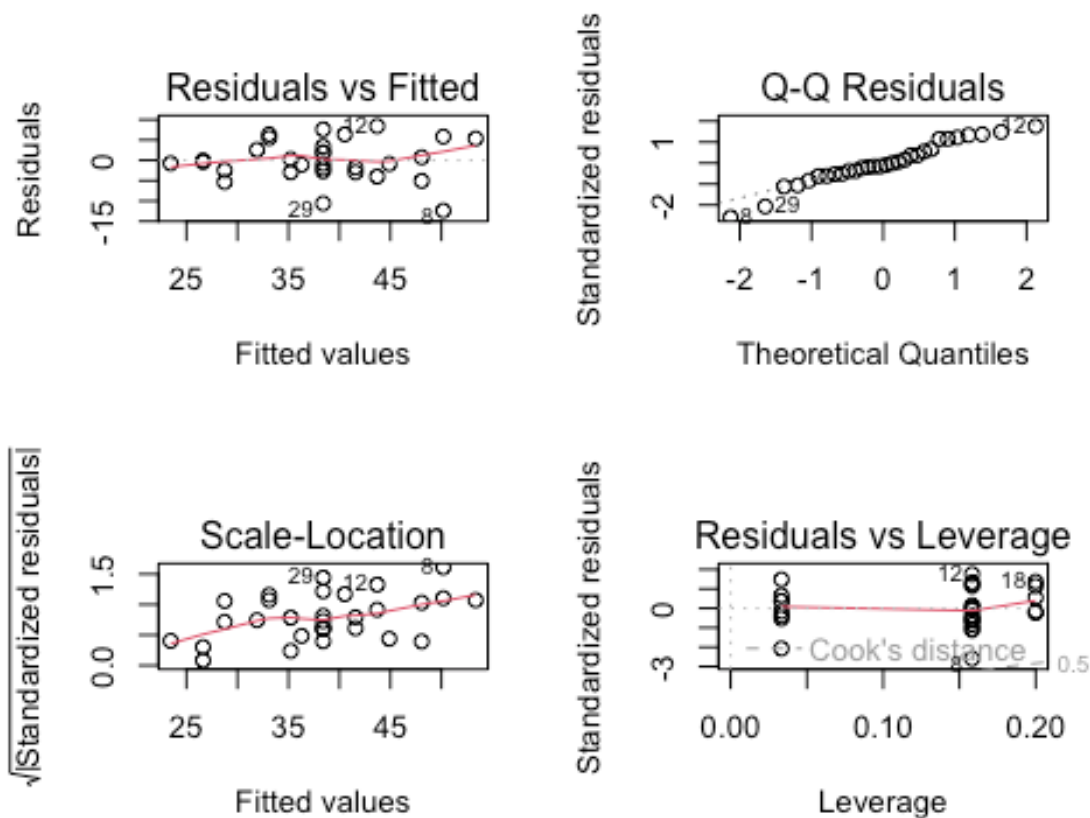 Residuals vs Fitted
Residuals
0
-15
12
29
8
25
35
45
Fitted values
Q-Q Residuals
Standardized residuals
1
-2
12
29
8
-2
-1
0
1
2
Theoretical Quantiles
Scale-Location
√|Standardized residuals|
1.5
0.0
29
12
8
25
35
45
Fitted values
Residuals vs Leverage
Standardized residuals
0
-3
12
18
8
Cook's distance
0.5
0.00
0.10
0.20
Leverage